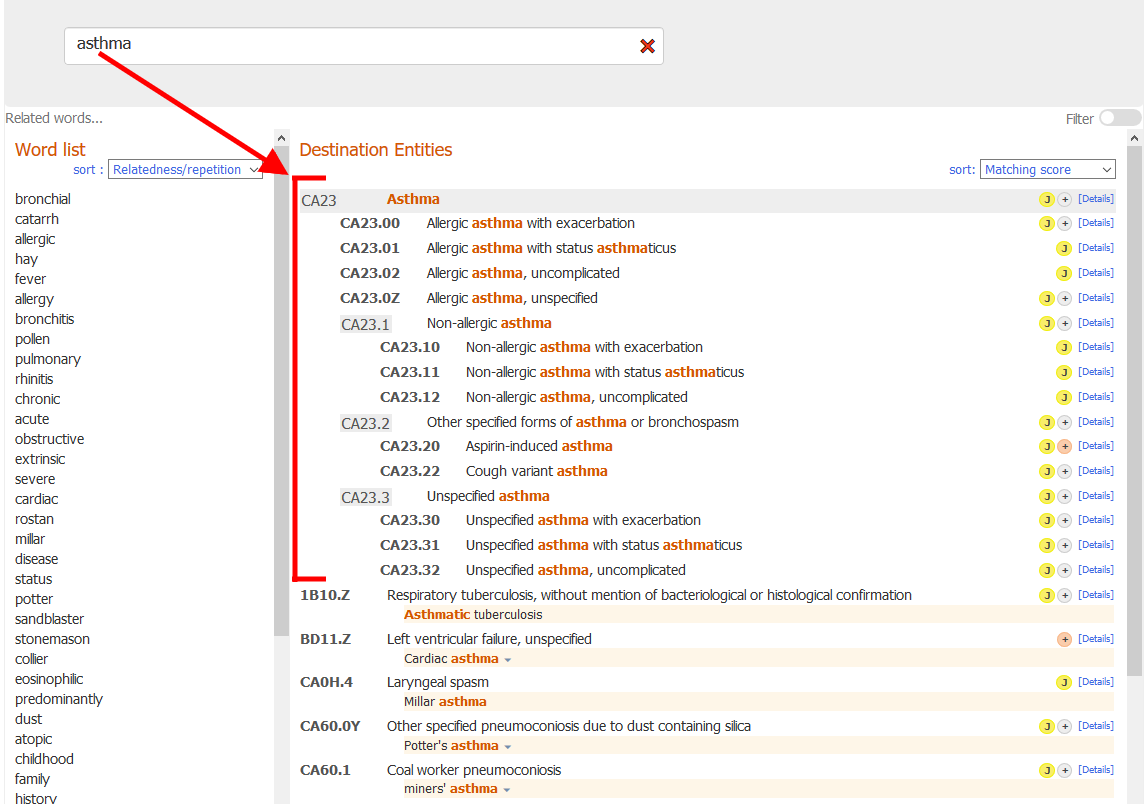 asthma
Related words...
Filter
Word list
sort : Relatedness/repetition
bronchial
catarrh
allergic
hay
fever
allergy
bronchitis
pollen
pulmonary
rhinitis
chronic
acute
obstructive
extrinsic
severe
cardiac
rostan
millar
disease
status
potter
sandblaster
stonemason
collier
eosinophilic
predominantly
dust
atopic
childhood
family
history
Destination Entities
sort: Matching score
CA23 Asthma J + [Details]
CA23.00 Allergic asthma with exacerbation J + [Details]
CA23.01 Allergic asthma with status asthmaticus J [Details]
CA23.02 Allergic asthma, uncomplicated J [Details]
CA23.0Z Allergic asthma, unspecified J + [Details]
CA23.1 Non-allergic asthma J + [Details]
CA23.10 Non-allergic asthma with exacerbation J [Details]
CA23.11 Non-allergic asthma with status asthmaticus J [Details]
CA23.12 Non-allergic asthma, uncomplicated J [Details]
CA23.2 Other specified forms of asthma or bronchospasm J + [Details]
CA23.20 Aspirin-induced asthma J + [Details]
CA23.22 Cough variant asthma J + [Details]
CA23.3 Unspecified asthma J + [Details]
CA23.30 Unspecified asthma with exacerbation J + [Details]
CA23.31 Unspecified asthma with status asthmaticus J + [Details]
CA23.32 Unspecified asthma, uncomplicated J + [Details]
1B10.Z Respiratory tuberculosis, without mention of bacteriological or histological confirmation J + [Details]
Asthmatic tuberculosis
BD11.Z Left ventricular failure, unspecified + [Details]
Cardiac asthma
CA0H.4 Laryngeal spasm J [Details]
Millar asthma
CA60.0Y Other specified pneumoconiosis due to dust containing silica J + [Details]
Potter's asthma
CA60.1 Coal worker pneumoconiosis J + [Details]
miners' asthma